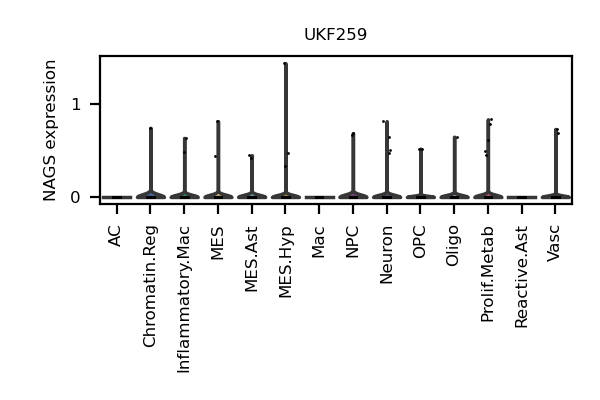 UKF259
NAGS expression
1
0
AC
Chromatin.Reg
Inflammatory.Mac
MES
MES.Ast
MES.Hyp
Mac
NPC
Neuron
OPC
Oligo
Prolif.Metab
Reactive.Ast
Vasc